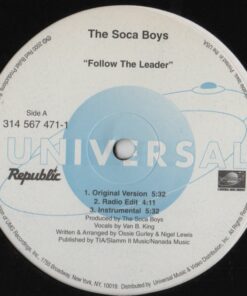 The Soca Boys
"Follow The Leader"
Side A
314 567 471-1
UNIVERSAL
Republic
1. Original Version 5:32
2. Radio Edit 4:11
3. Instrumental 5:32
Produced by The Soca Boys
Vocals by Van B. King
Written & Arranged by Ossie Gurley & Nigel Lewis
Published by TIA/Slamm It Music/Nanada Music